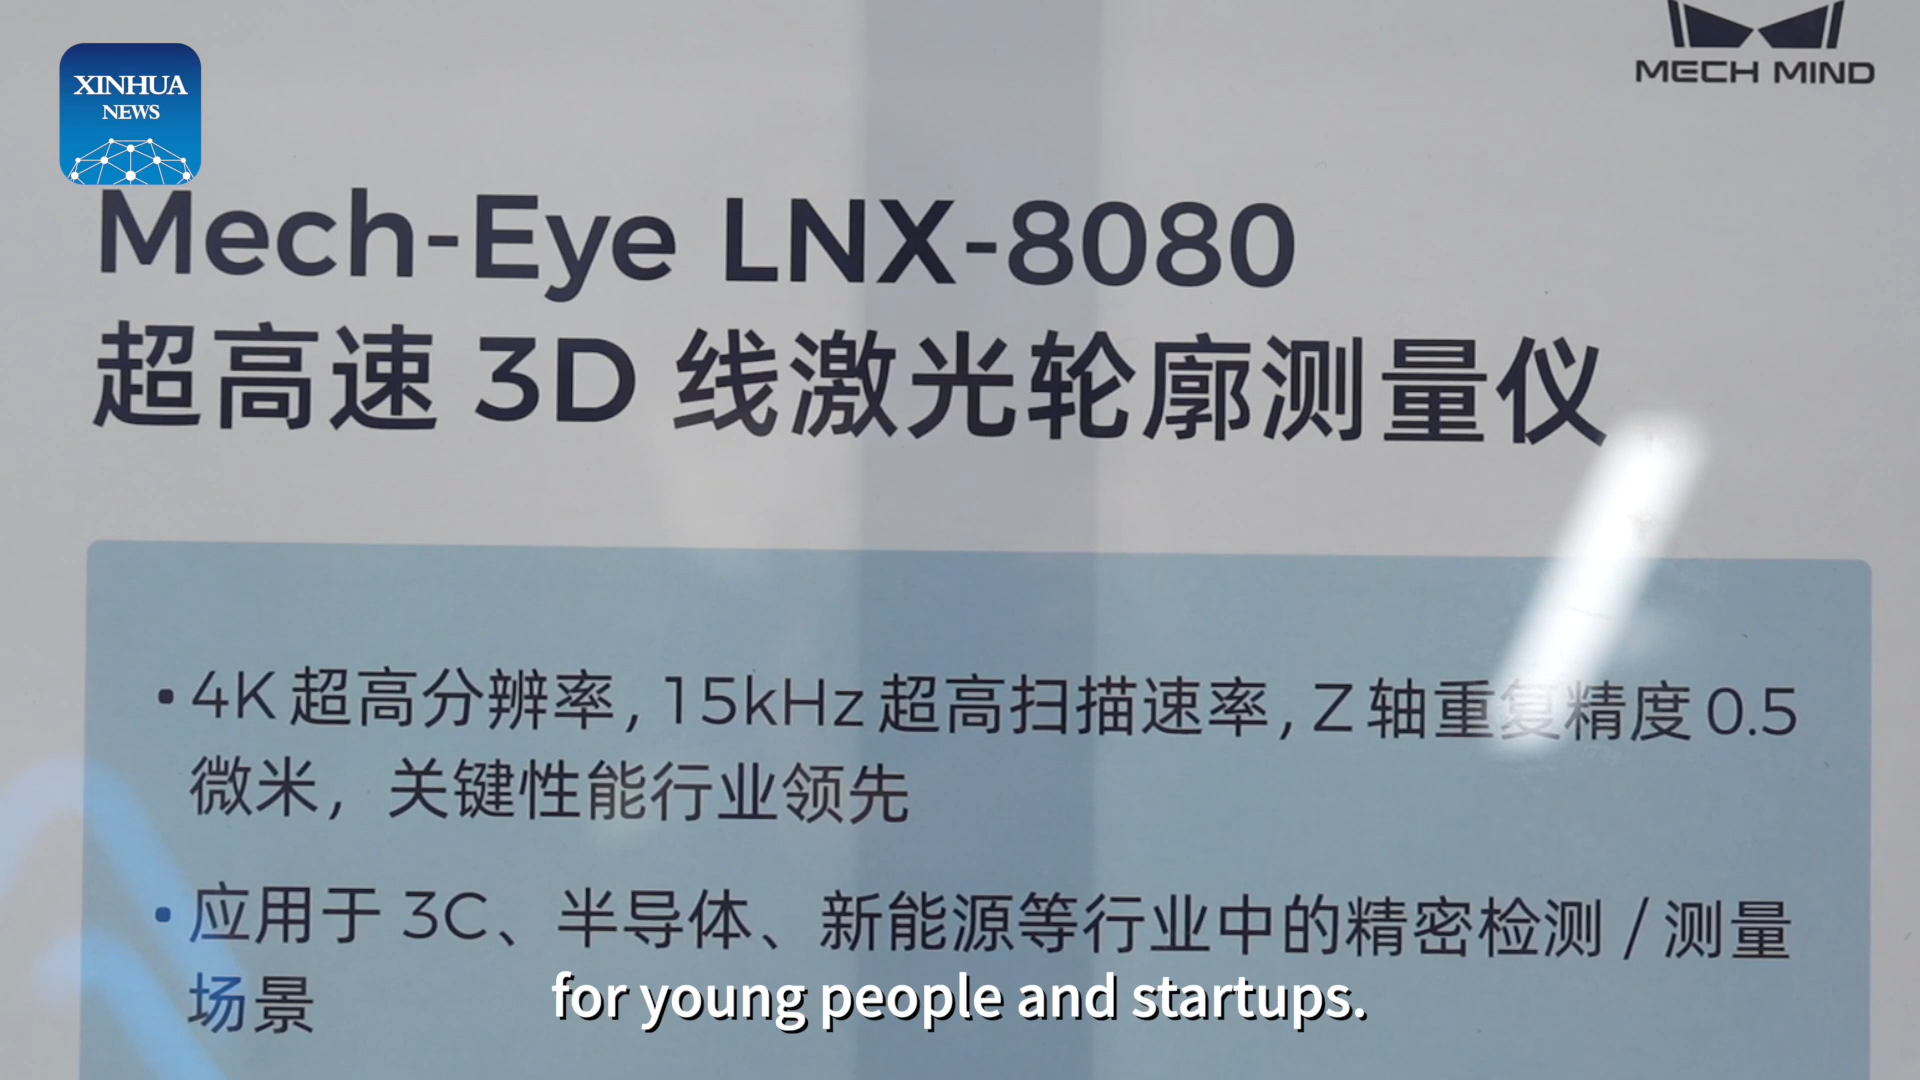 XINHUA
NEWS
MECH MIND
Mech-Eye LNX-8080
超高速 3D 线激光轮廓测量仪
• 4K 超高分辨率, 15kHz 超高扫描速率, Z 轴重复精度 0.5
微米，关键性能行业领先
• 应用于 3C、半导体、新能源等行业中的精密检测 / 测量
场景
for young people and startups.